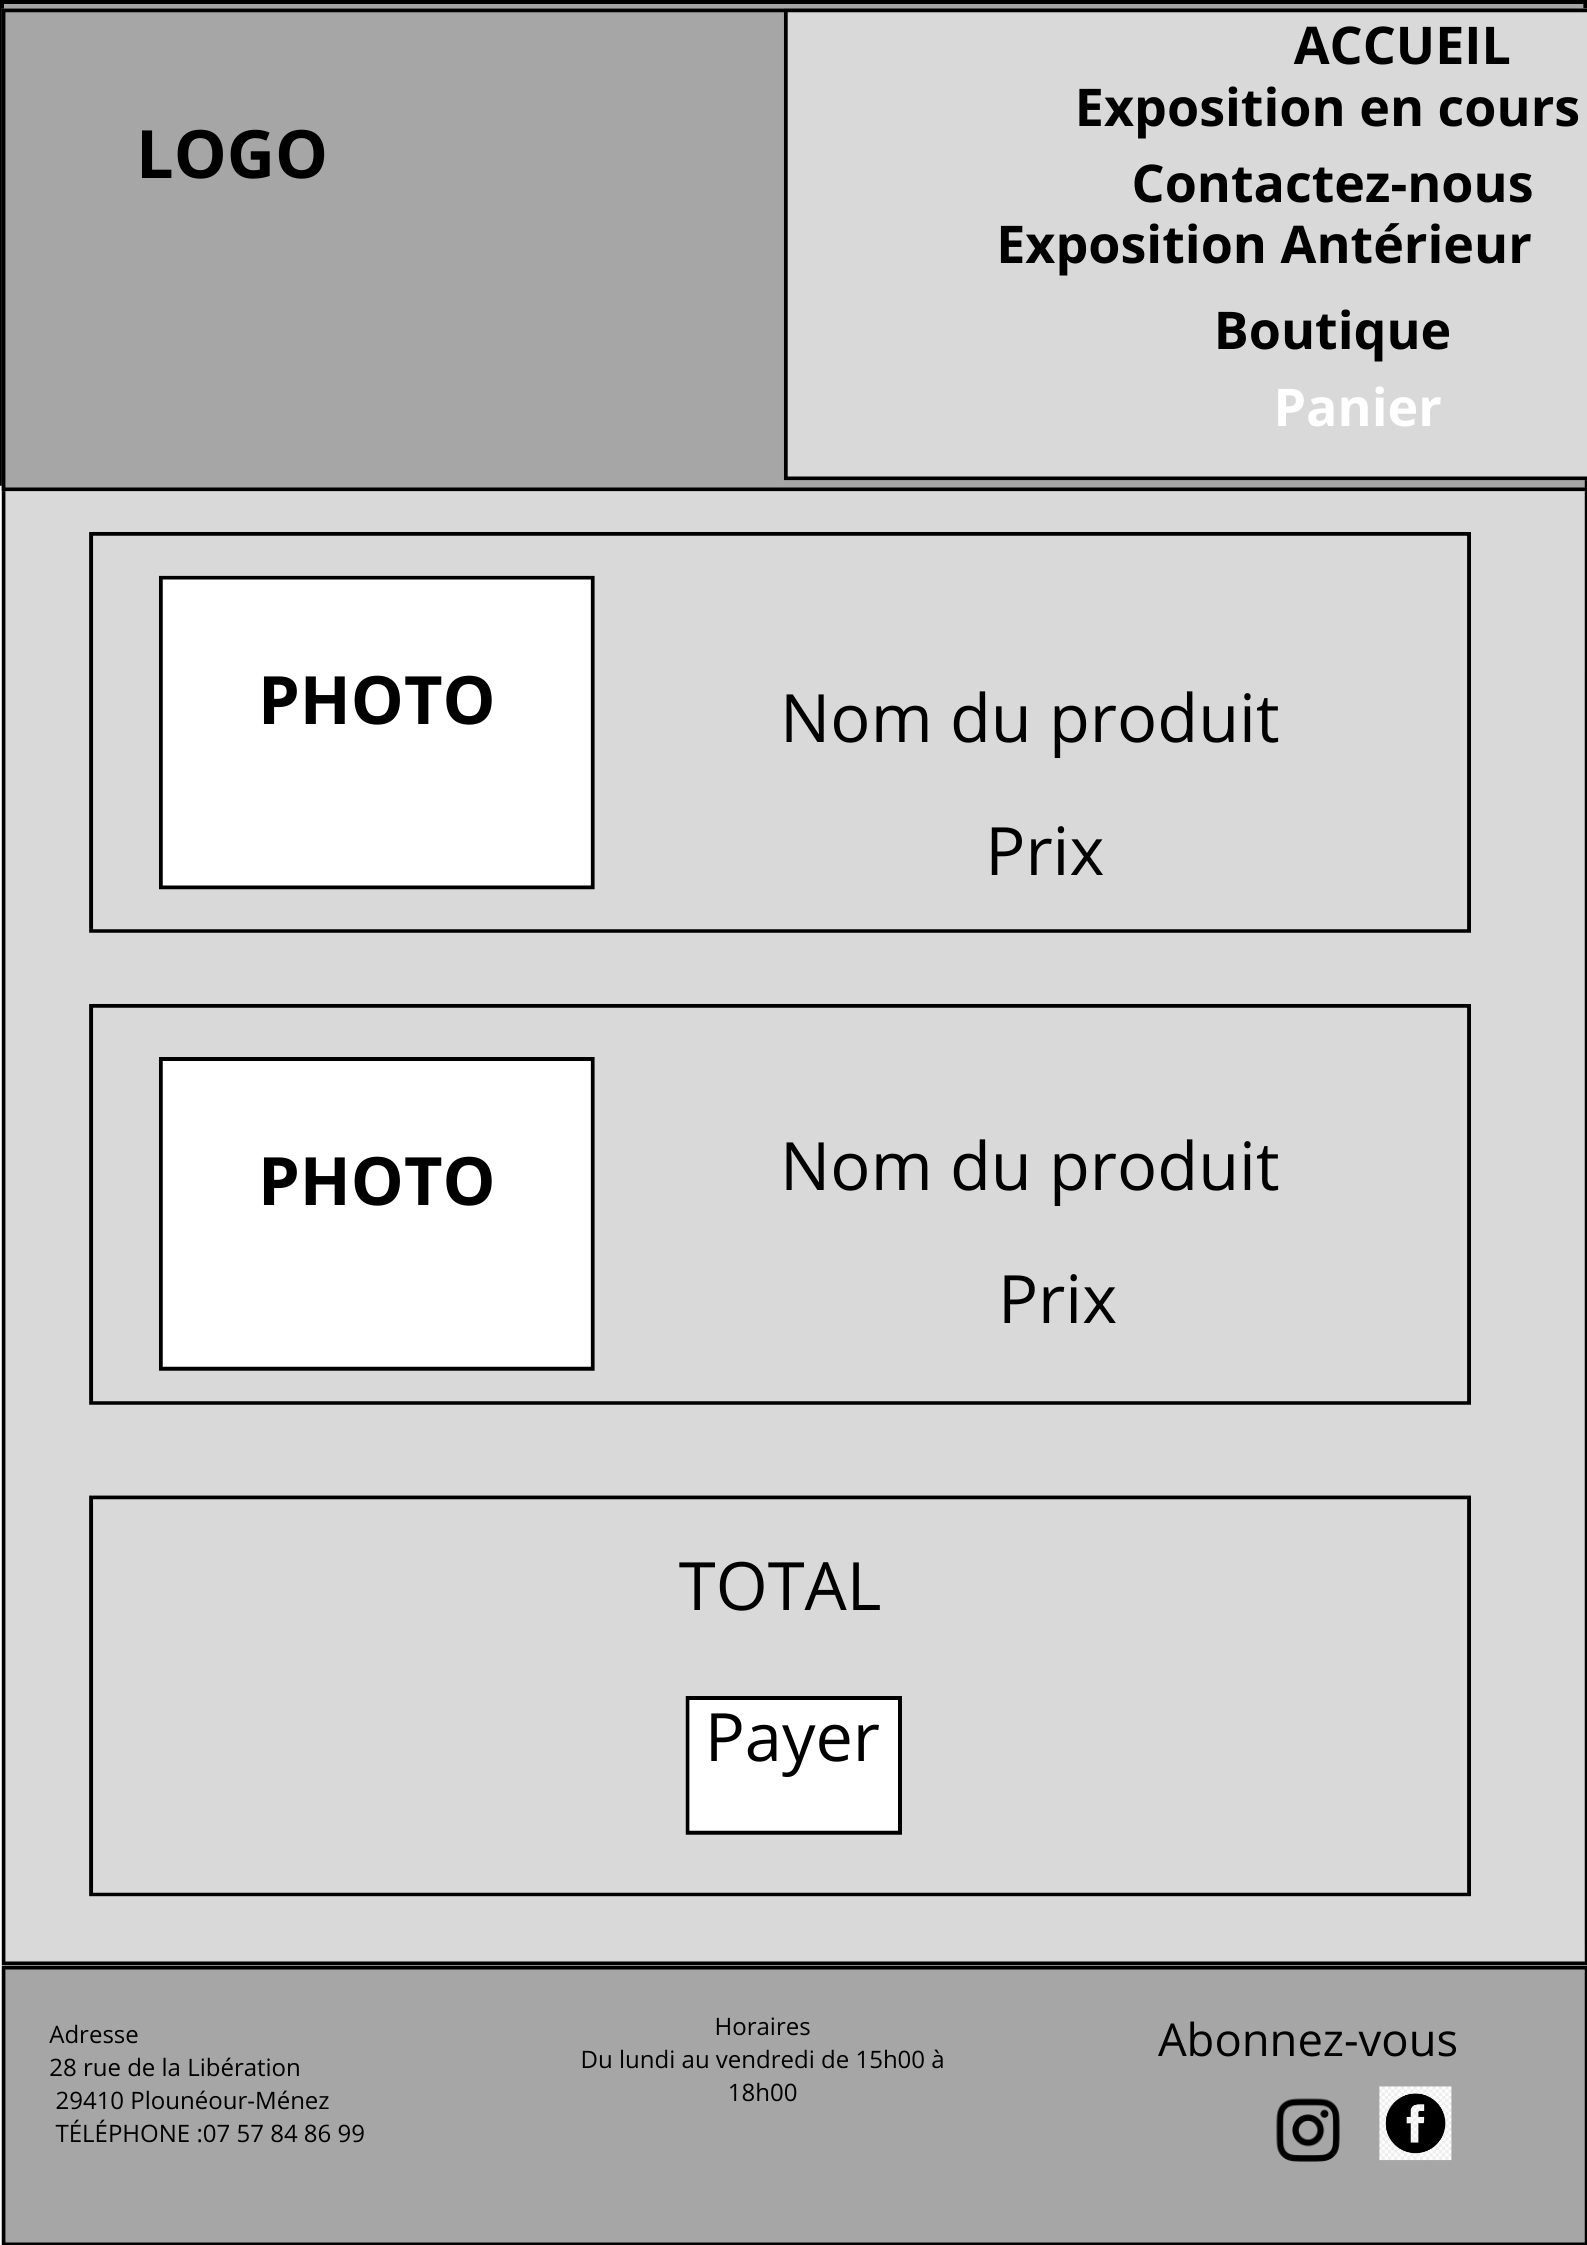 LOGO
ACCUEIL
Exposition en cours
Contactez-nous
Exposition Antérieur
Boutique
Panier
PHOTO
Nom du produit
Prix
PHOTO
Nom du produit
Prix
TOTAL
Payer
Adresse
28 rue de la Libération
29410 Plounéour-Ménez
TÉLÉPHONE :07 57 84 86 99
Horaires
Du lundi au vendredi de 15h00 à
18h00
Abonnez-vous